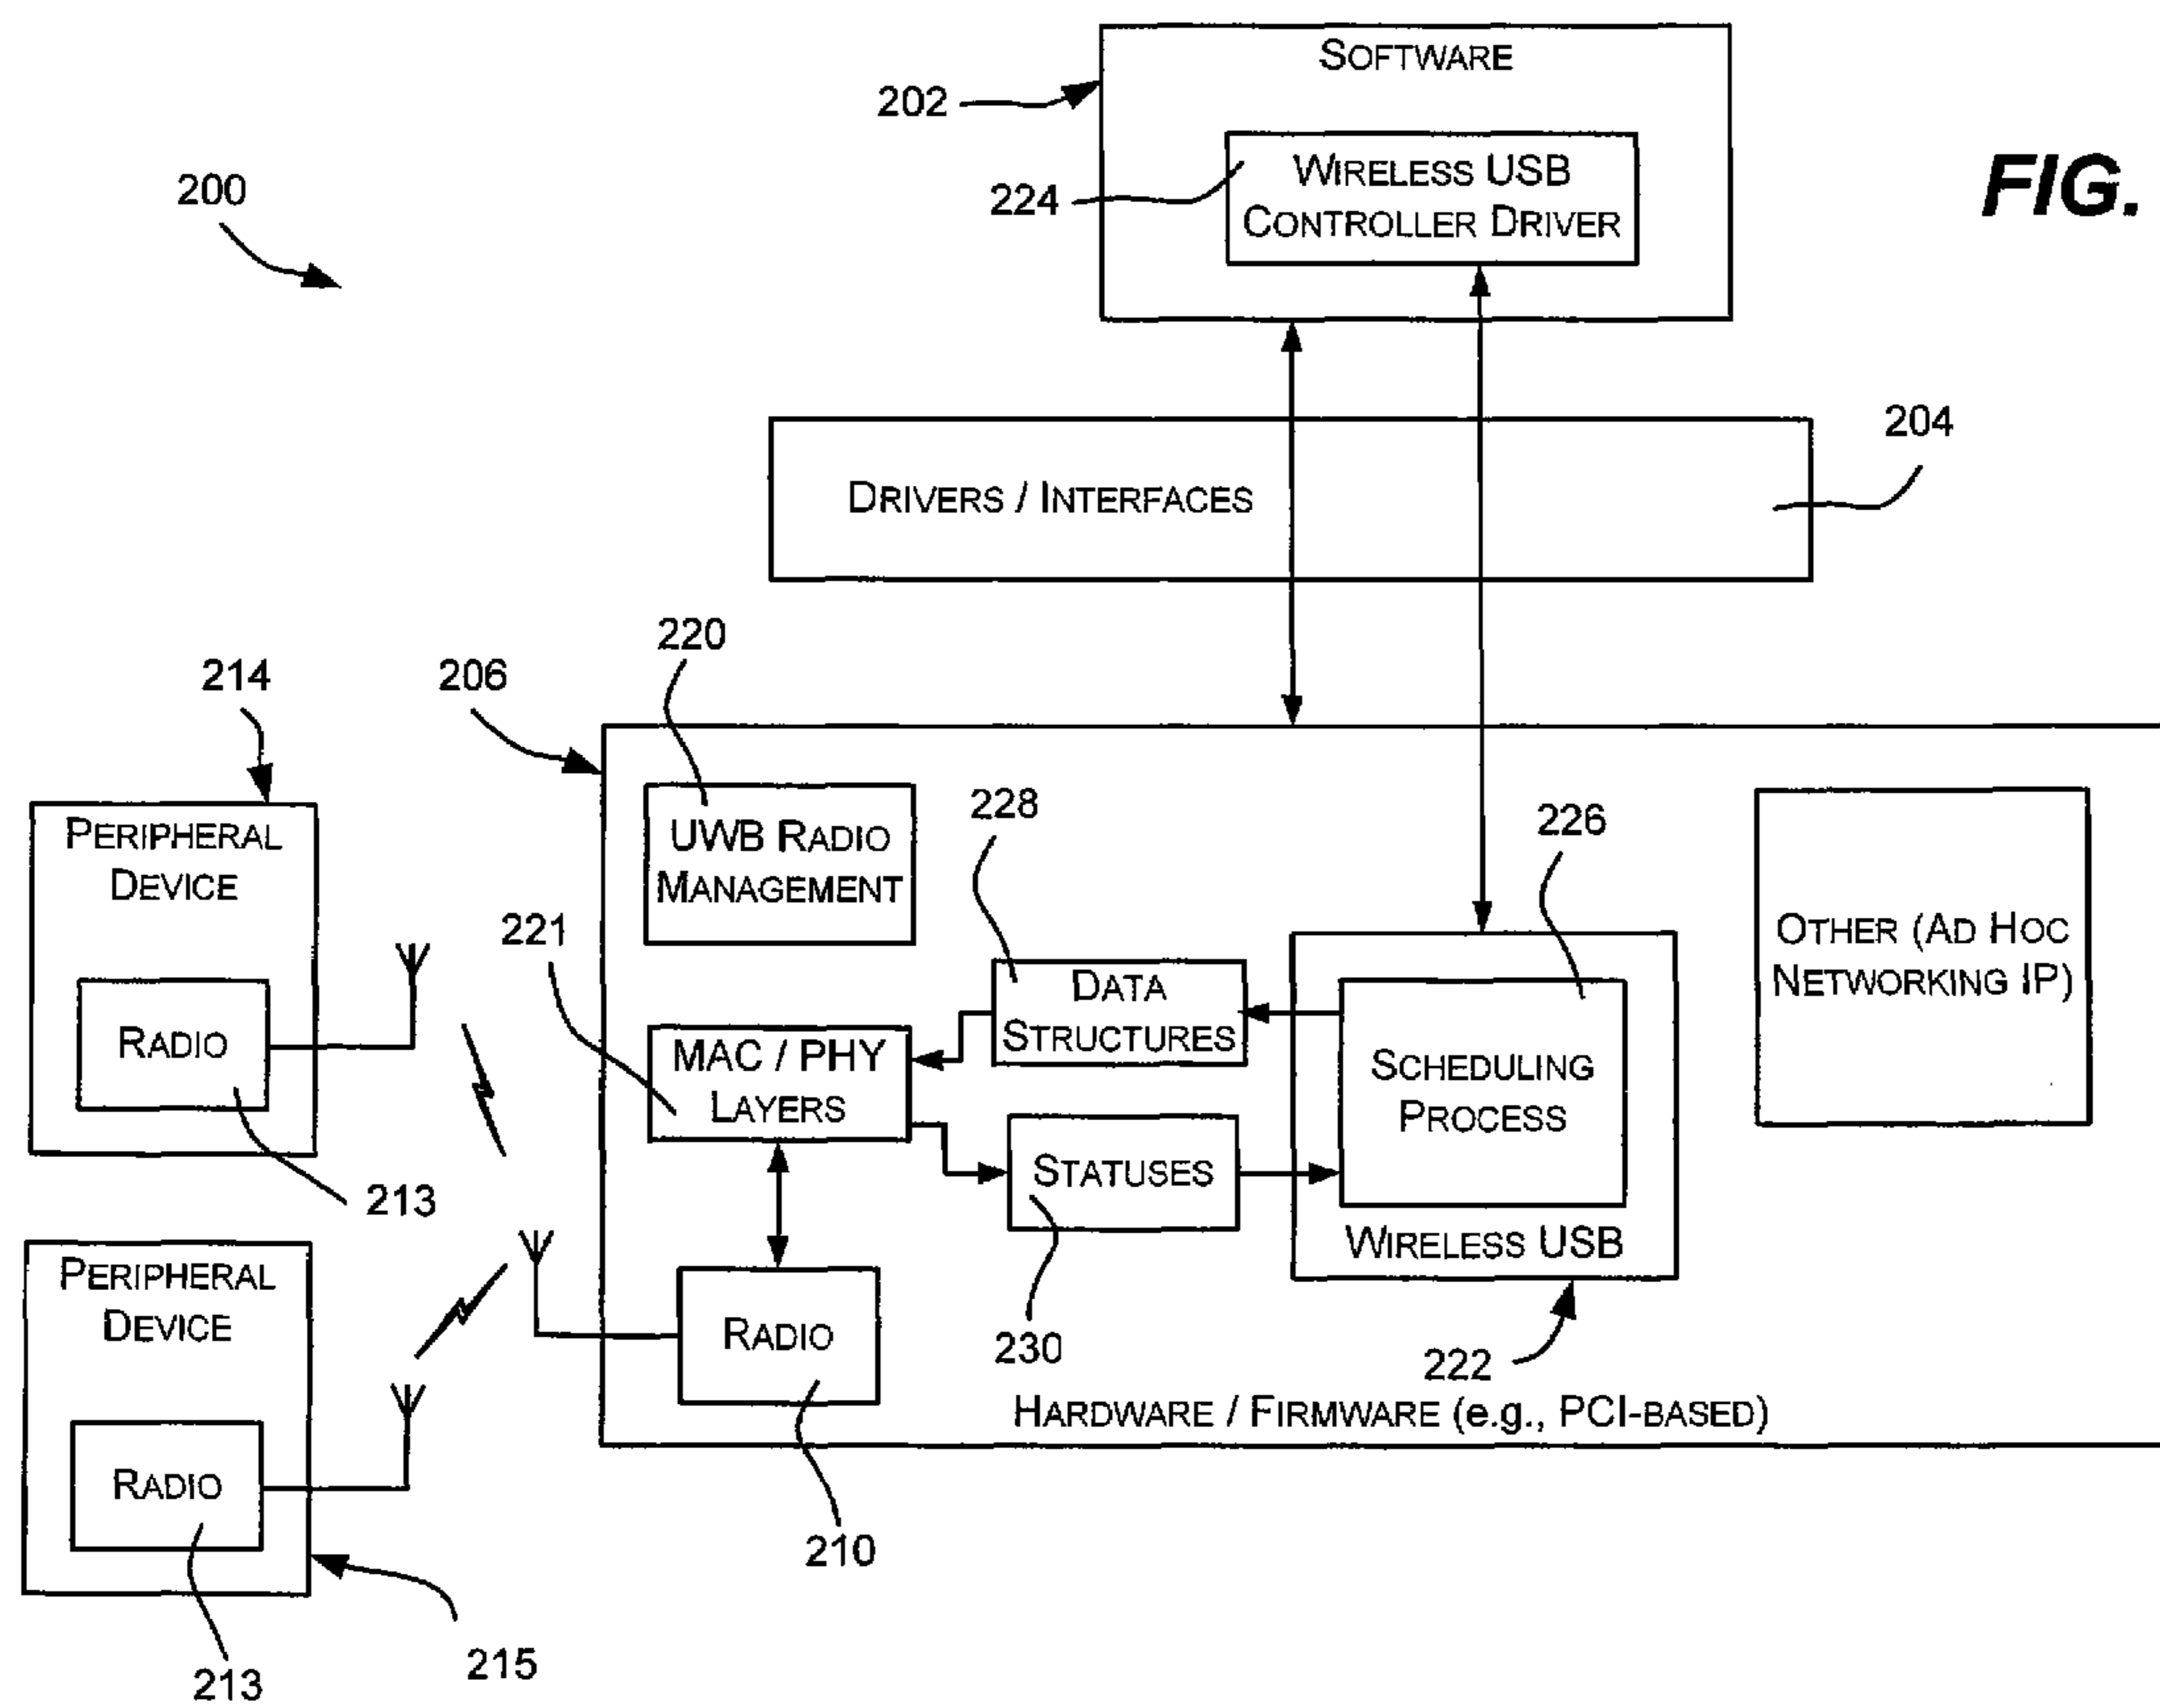 SOFTWARE
202
WIRELESS USB
CONTROLLER DRIVER
224
FIG.
200
204
DRIVERS / INTERFACES
220
214
206
228
226
UWB RADIO
MANAGEMENT
PERIPHERAL
DEVICE
221
OTHER (AD HOC
NETWORKING IP)
DATA
STRUCTURES
RADIO
MAC / PHY
LAYERS
SCHEDULING
PROCESS
STATUSES
213
WIRELESS USB
PERIPHERAL
DEVICE
RADIO
230
222
HARDWARE / FIRMWARE (e.g., PCI-BASED)
RADIO
210
215
213